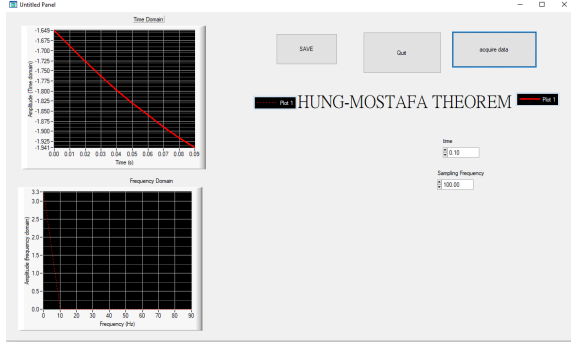 Untitled Panel
Time Domain
-1.649
-1.675
-1.700
-1.725
-1.750
-1.775
-1.800
-1.825
-1.850
-1.875
-1.900
-1.925
-1.941
Amplitude (Time domain)
0.00 0.01 0.02 0.03 0.04 0.05 0.06 0.07 0.08 0.09
Time (s)
SAVE
Quit
acquire data
Plot 1
HUNG-MOSTAFA THEOREM
Plot 1
time
0.10
Sampling Frequency
100.00
Frequency Domain
3.3
3.0
2.5
2.0
1.5
1.0
0.5
0.0
Amplitude (frequency domain)
0 10 20 30 40 50 60 70 80 90
Frequency (Hz)